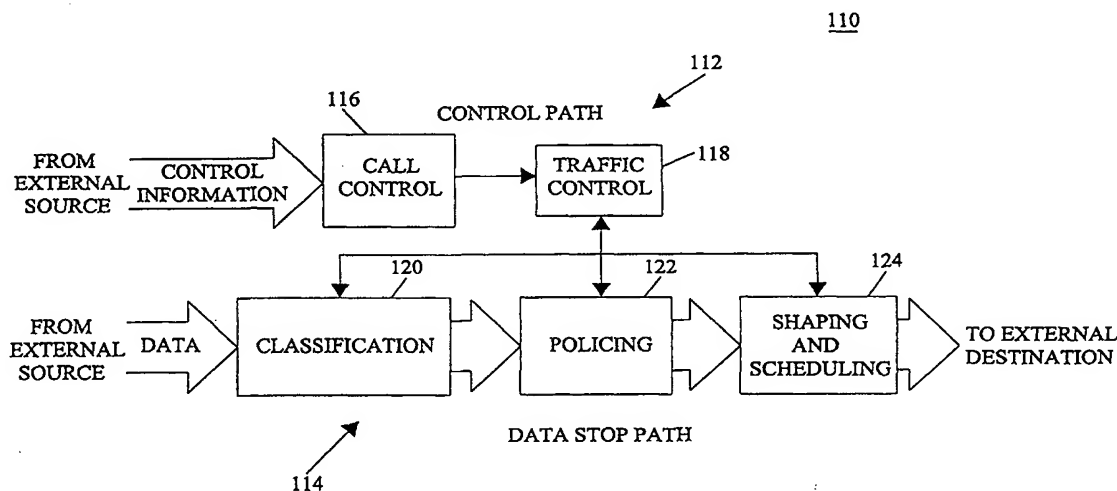 110
112
116
CONTROL PATH
FROM
EXTERNAL
SOURCE
CONTROL
INFORMATION
CALL
CONTROL
TRAFFIC
CONTROL
118
120
122
124
FROM
EXTERNAL
SOURCE
DATA
CLASSIFICATION
POLICING
SHAPING
AND
SCHEDULING
TO EXTERNAL
DESTINATION
DATA STOP PATH
114